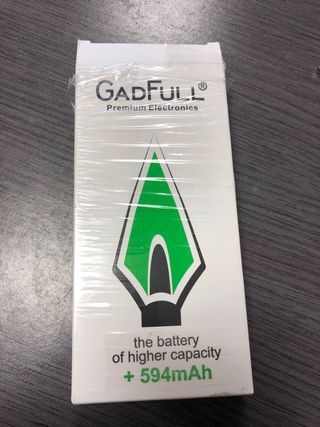 GADFULL®
Premium Electronics
the battery
of higher capacity
+ 594mAh